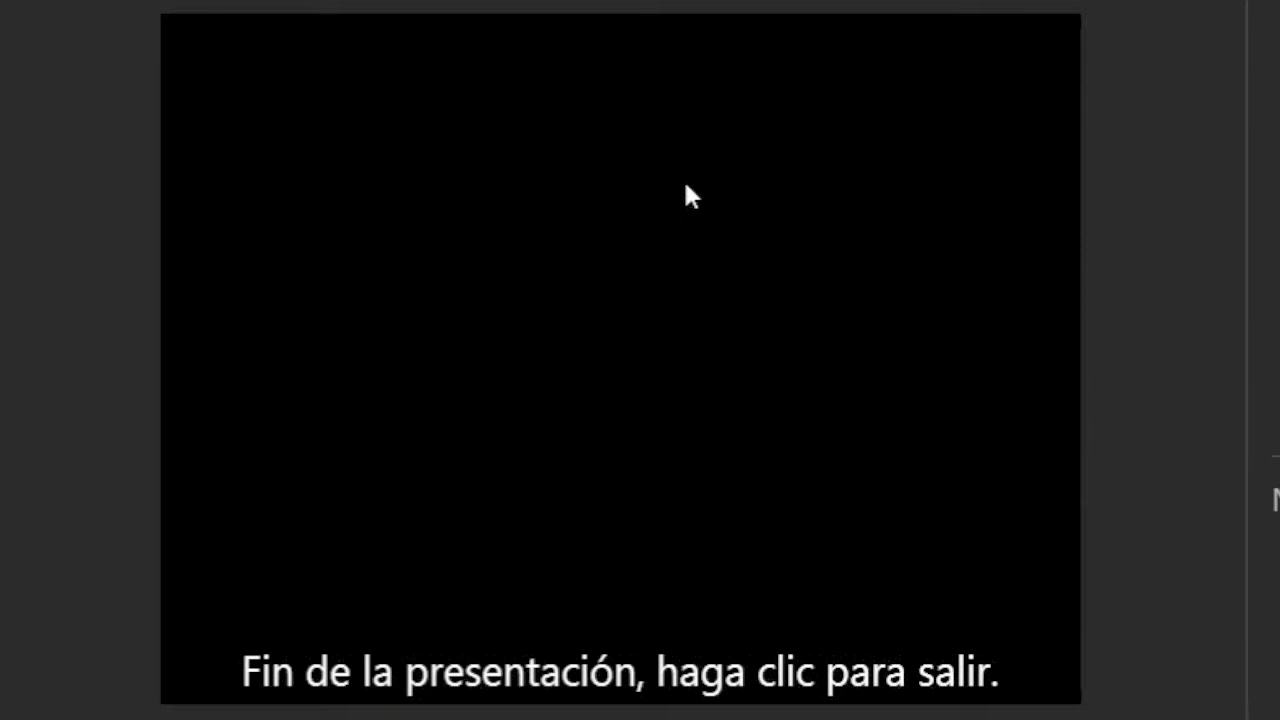 Fin de la presentación, haga clic para salir.